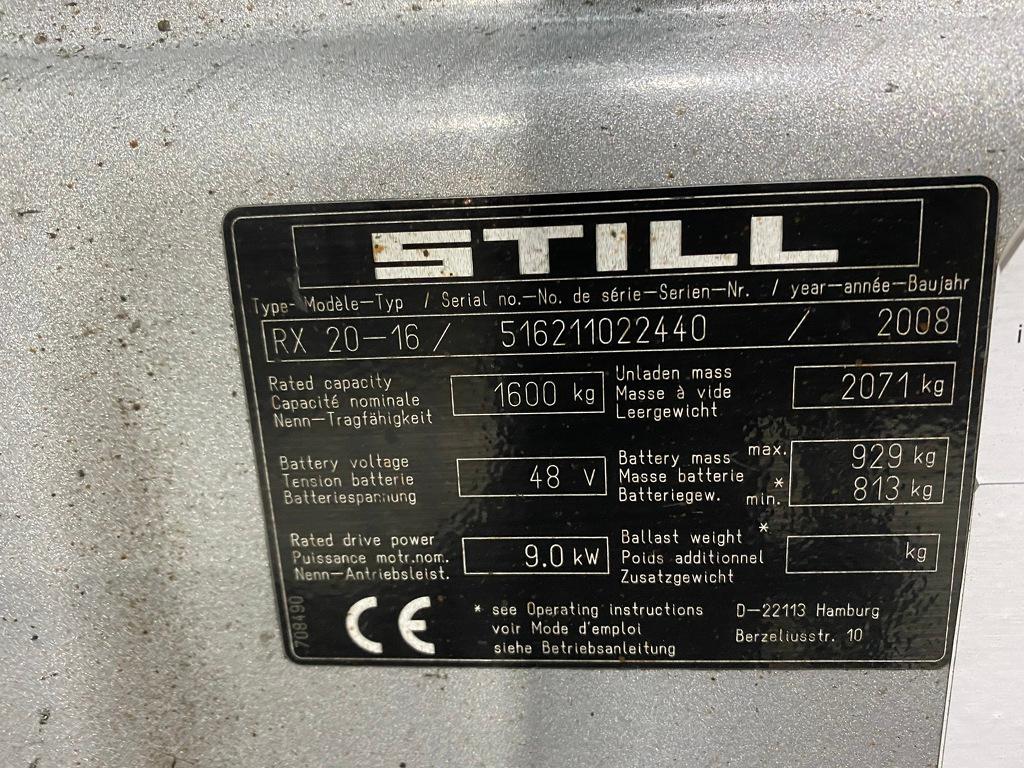 STILL
Type-Modèle-Typ / Serial no.-No. de série-Serien-Nr. / year-année-Baujahr
RX 20-16 / 516211022440 / 2008
Rated capacity
Capacité nominale
Nenn-Tragfähigkeit
1600 kg
Unladen mass
Masse à vide
Leergewicht
2071 kg
Battery voltage
Tension batterie
Batteriespannung
48 V
Battery mass max.
Masse batterie *
Batteriegew. min.
929 kg
813 kg
Rated drive power
Puissance motr.nom.
Nenn-Antriebsleist.
9.0 kW
Ballast weight *
Poids additionnel
Zusatzgewicht
kg
708490
CE
* see Operating instructions
voir Mode d'emploi
siehe Betriebsanleitung
D-22113 Hamburg
Berzeliusstr. 10